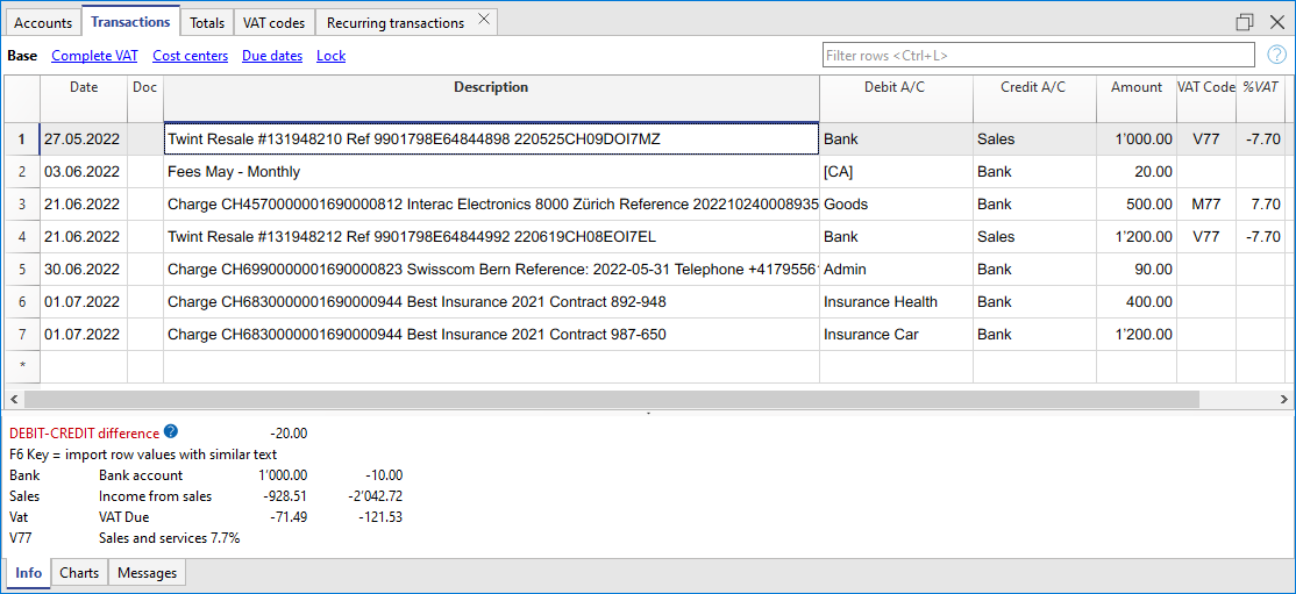 Accounts Transactions Totals VAT codes Recurring transactions
Base Complete VAT Cost centers Due dates Lock Filter rows <Ctrl+L> ?
Date Doc Description Debit A/C Credit A/C Amount VAT Code %VAT
1 27.05.2022 Twint Resale #131948210 Ref 9901798E64844898 220525CH09DOI7MZ Bank Sales 1'000.00 V77 -7.70
2 03.06.2022 Fees May - Monthly [CA] Bank 20.00
3 21.06.2022 Charge CH4570000001690000812 Interac Electronics 8000 Zürich Reference 202210240008935 Goods Bank 500.00 M77 7.70
4 21.06.2022 Twint Resale #131948212 Ref 9901798E64844992 220619CH08EOI7EL Bank Sales 1'200.00 V77 -7.70
5 30.06.2022 Charge CH6990000001690000823 Swisscom Bern Reference: 2022-05-31 Telephone +41795561 Admin Bank 90.00
6 01.07.2022 Charge CH6830000001690000944 Best Insurance 2021 Contract 892-948 Insurance Health Bank 400.00
7 01.07.2022 Charge CH6830000001690000944 Best Insurance 2021 Contract 987-650 Insurance Car Bank 1'200.00
*
DEBIT-CREDIT difference ? -20.00
F6 Key = import row values with similar text
Bank Bank account 1'000.00 -10.00
Sales Income from sales -928.51 -2'042.72
Vat VAT Due -71.49 -121.53
V77 Sales and services 7.7%
Info Charts Messages